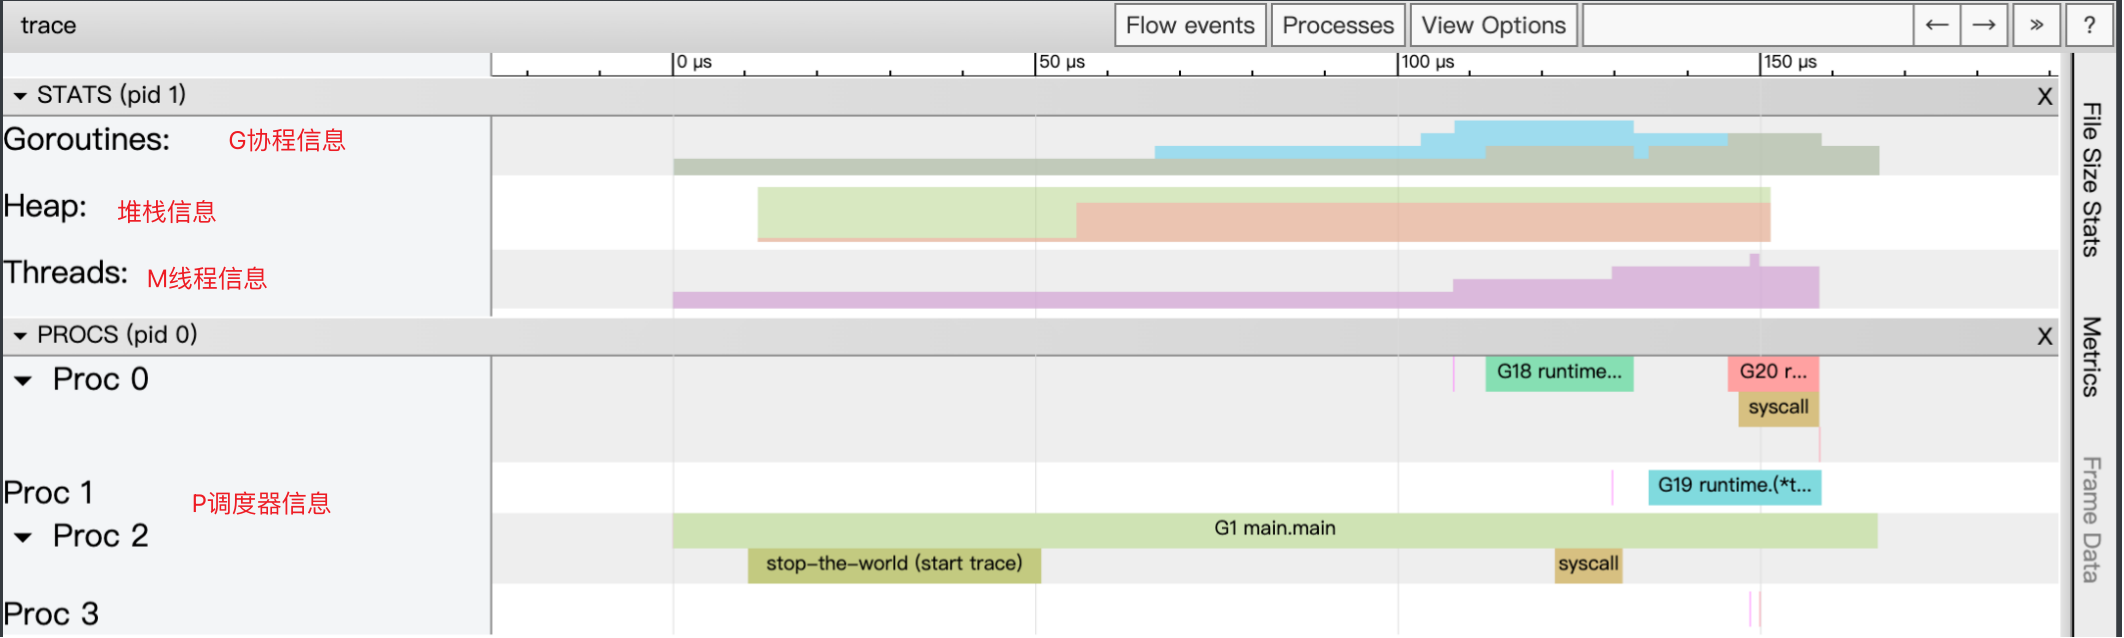 trace
Flow events Processes View Options ← → » ?
0 μs 50 μs 100 μs 150 μs
STATS (pid 1) X
Goroutines: G协程信息
Heap: 堆栈信息
Threads: M线程信息
PROCS (pid 0) X
Proc 0 G18 runtime... G20 r...
syscall
Proc 1 P调度器信息 G19 runtime.(*t...
Proc 2 G1 main.main
stop-the-world (start trace) syscall
Proc 3
File Size Stats
Metrics
Frame Data